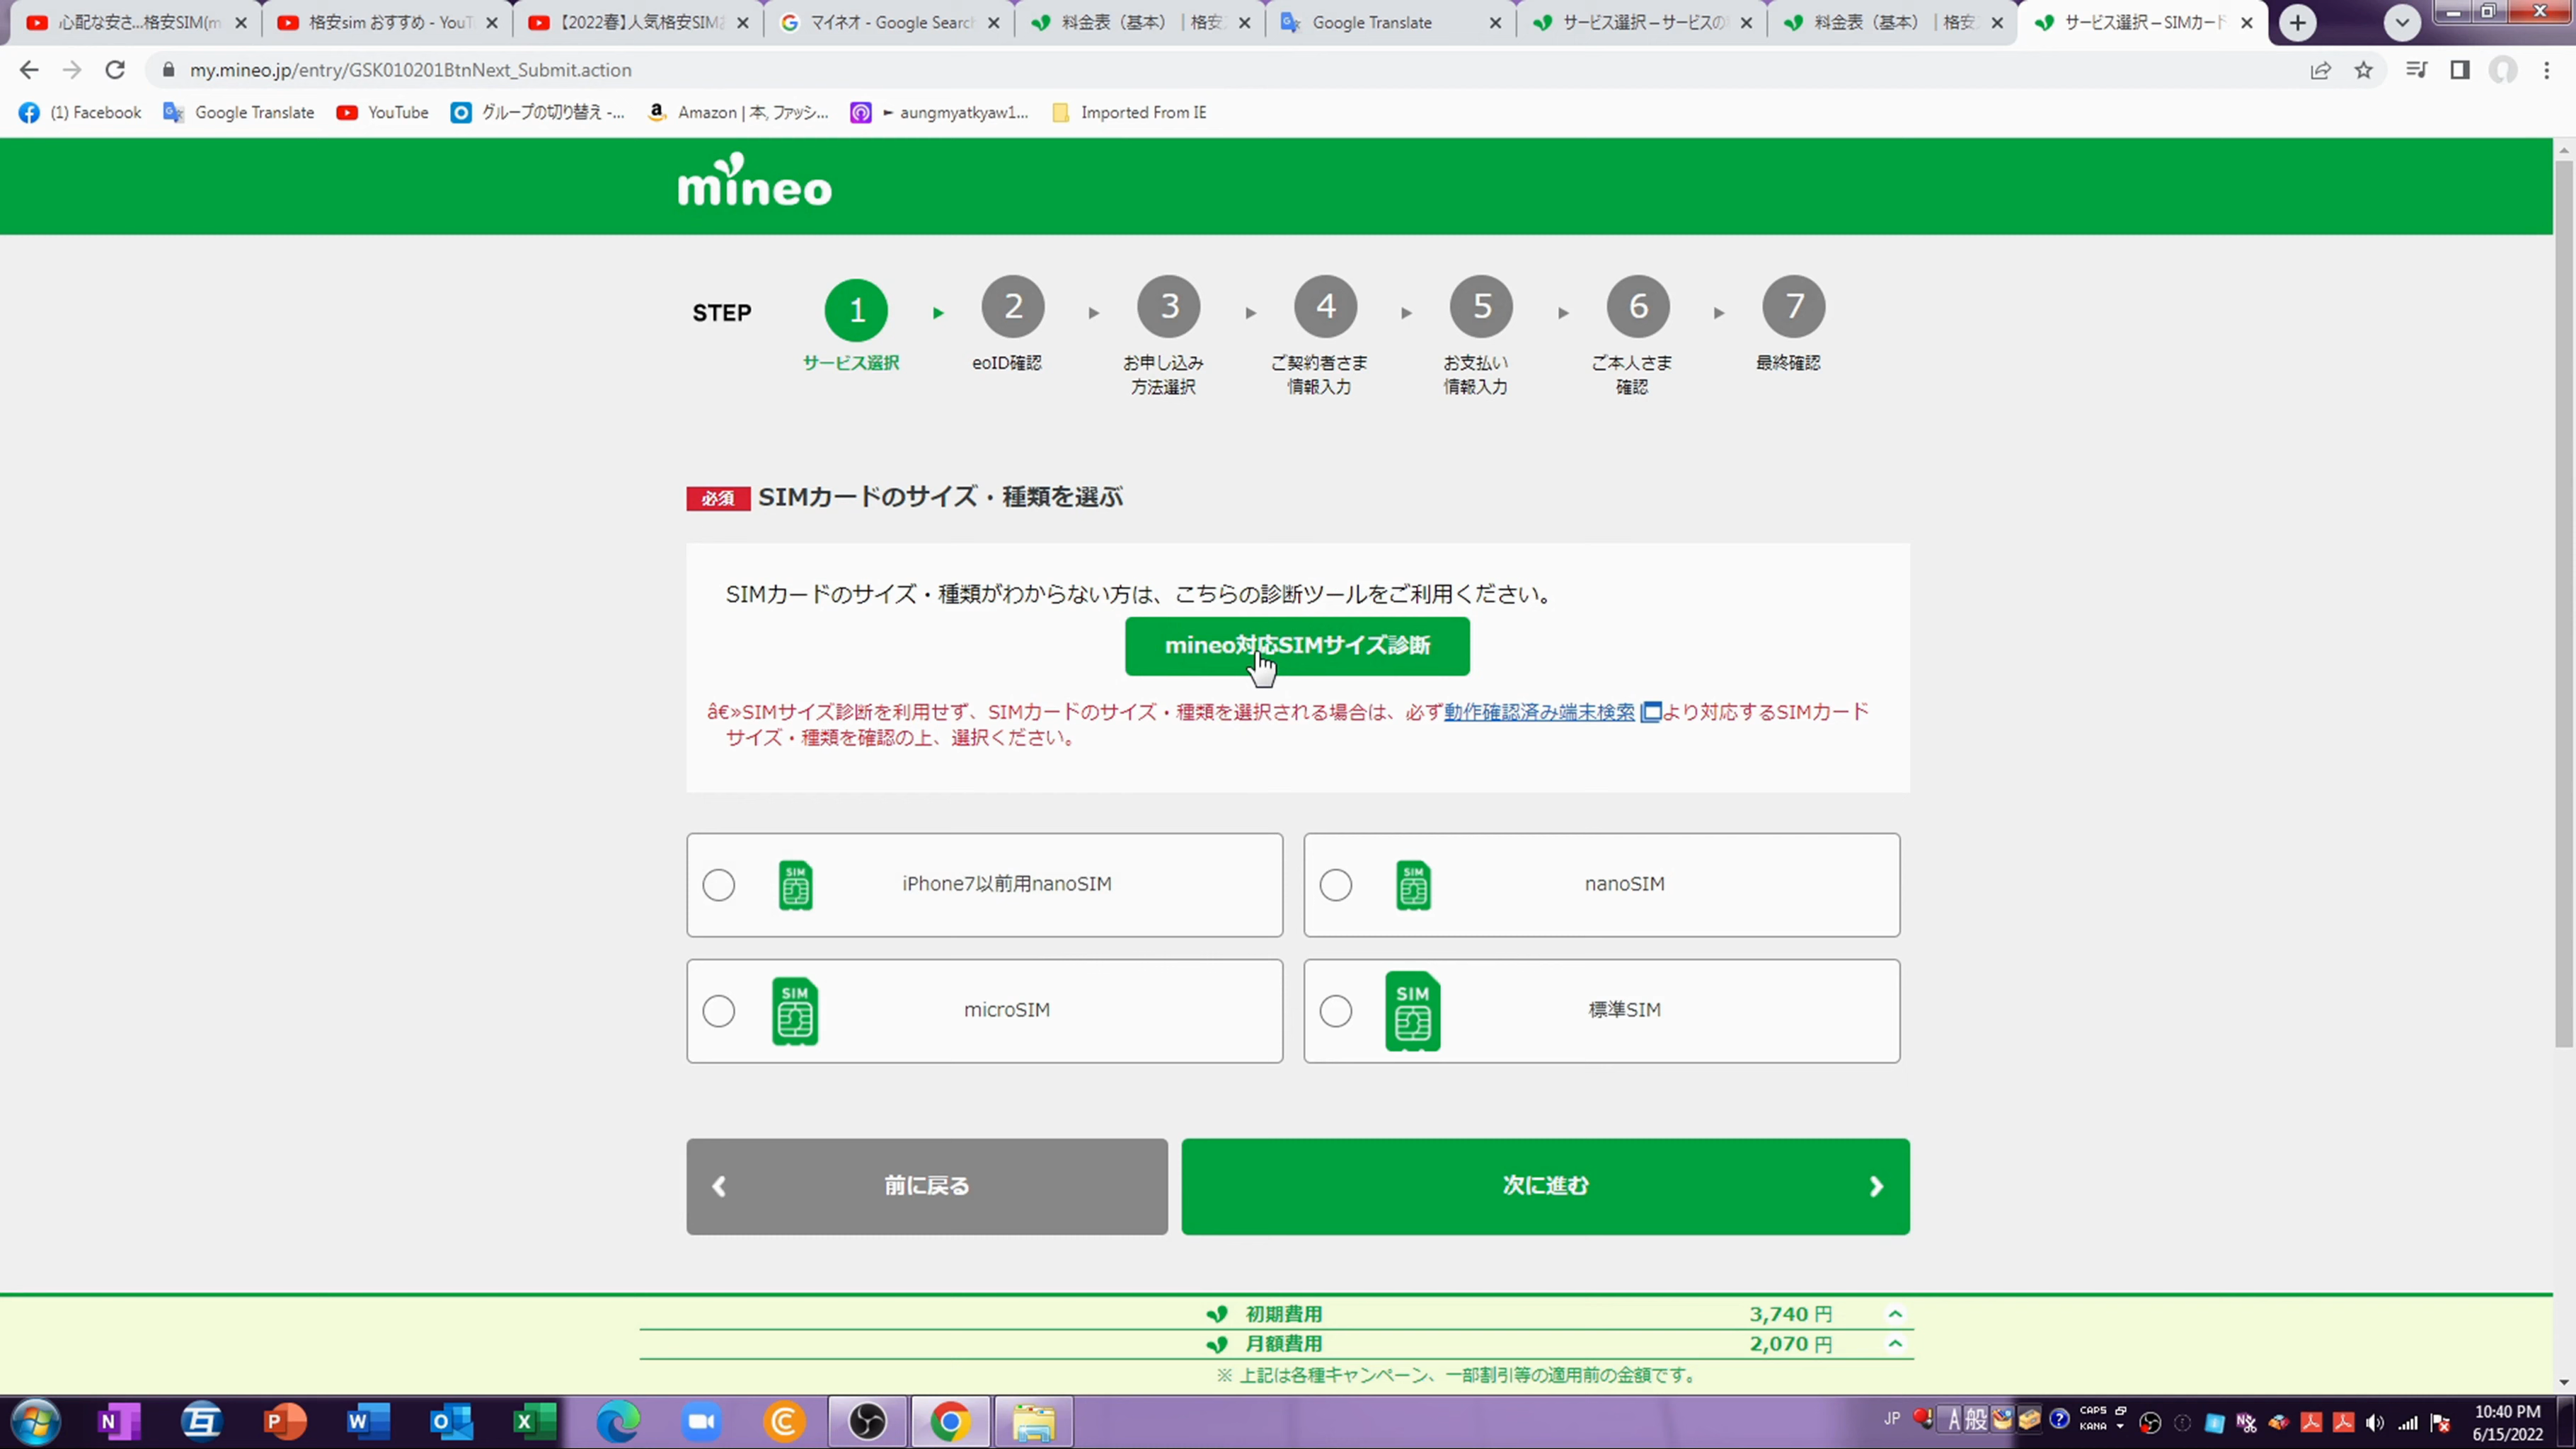 心配な安さ...格安SIM(m
格安sim おすすめ - YouT
【2022春】人気格安SIM
マイネオ - Google Search
料金表（基本）｜格安
Google Translate
サービス選択 – サービスの
料金表（基本）｜格安
サービス選択 – SIMカード
my.mineo.jp/entry/GSK010201BtnNext_Submit.action
(1) Facebook
Google Translate
YouTube
グループの切り替え -...
Amazon | 本, ファッシ...
► aungmyatkyaw1...
Imported From IE
mineo
STEP
1
2
3
4
5
6
7
サービス選択
eoID確認
お申し込み
方法選択
ご契約者さま
情報入力
お支払い
情報入力
ご本人さま
確認
最終確認
必須 SIMカードのサイズ・種類を選ぶ
SIMカードのサイズ・種類がわからない方は、こちらの診断ツールをご利用ください。
mineo対応SIMサイズ診断
â€»SIMサイズ診断を利用せず、SIMカードのサイズ・種類を選択される場合は、必ず動作確認済み端末検索 より対応するSIMカード
サイズ・種類を確認の上、選択ください。
SIM
iPhone7以前用nanoSIM
SIM
nanoSIM
SIM
microSIM
SIM
標準SIM
前に戻る
次に進む
初期費用 3,740 円
月額費用 2,070 円
※ 上記は各種キャンペーン、一部割引等の適用前の金額です。
JP
A 般
CAPS
KANA
10:40 PM
6/15/2022